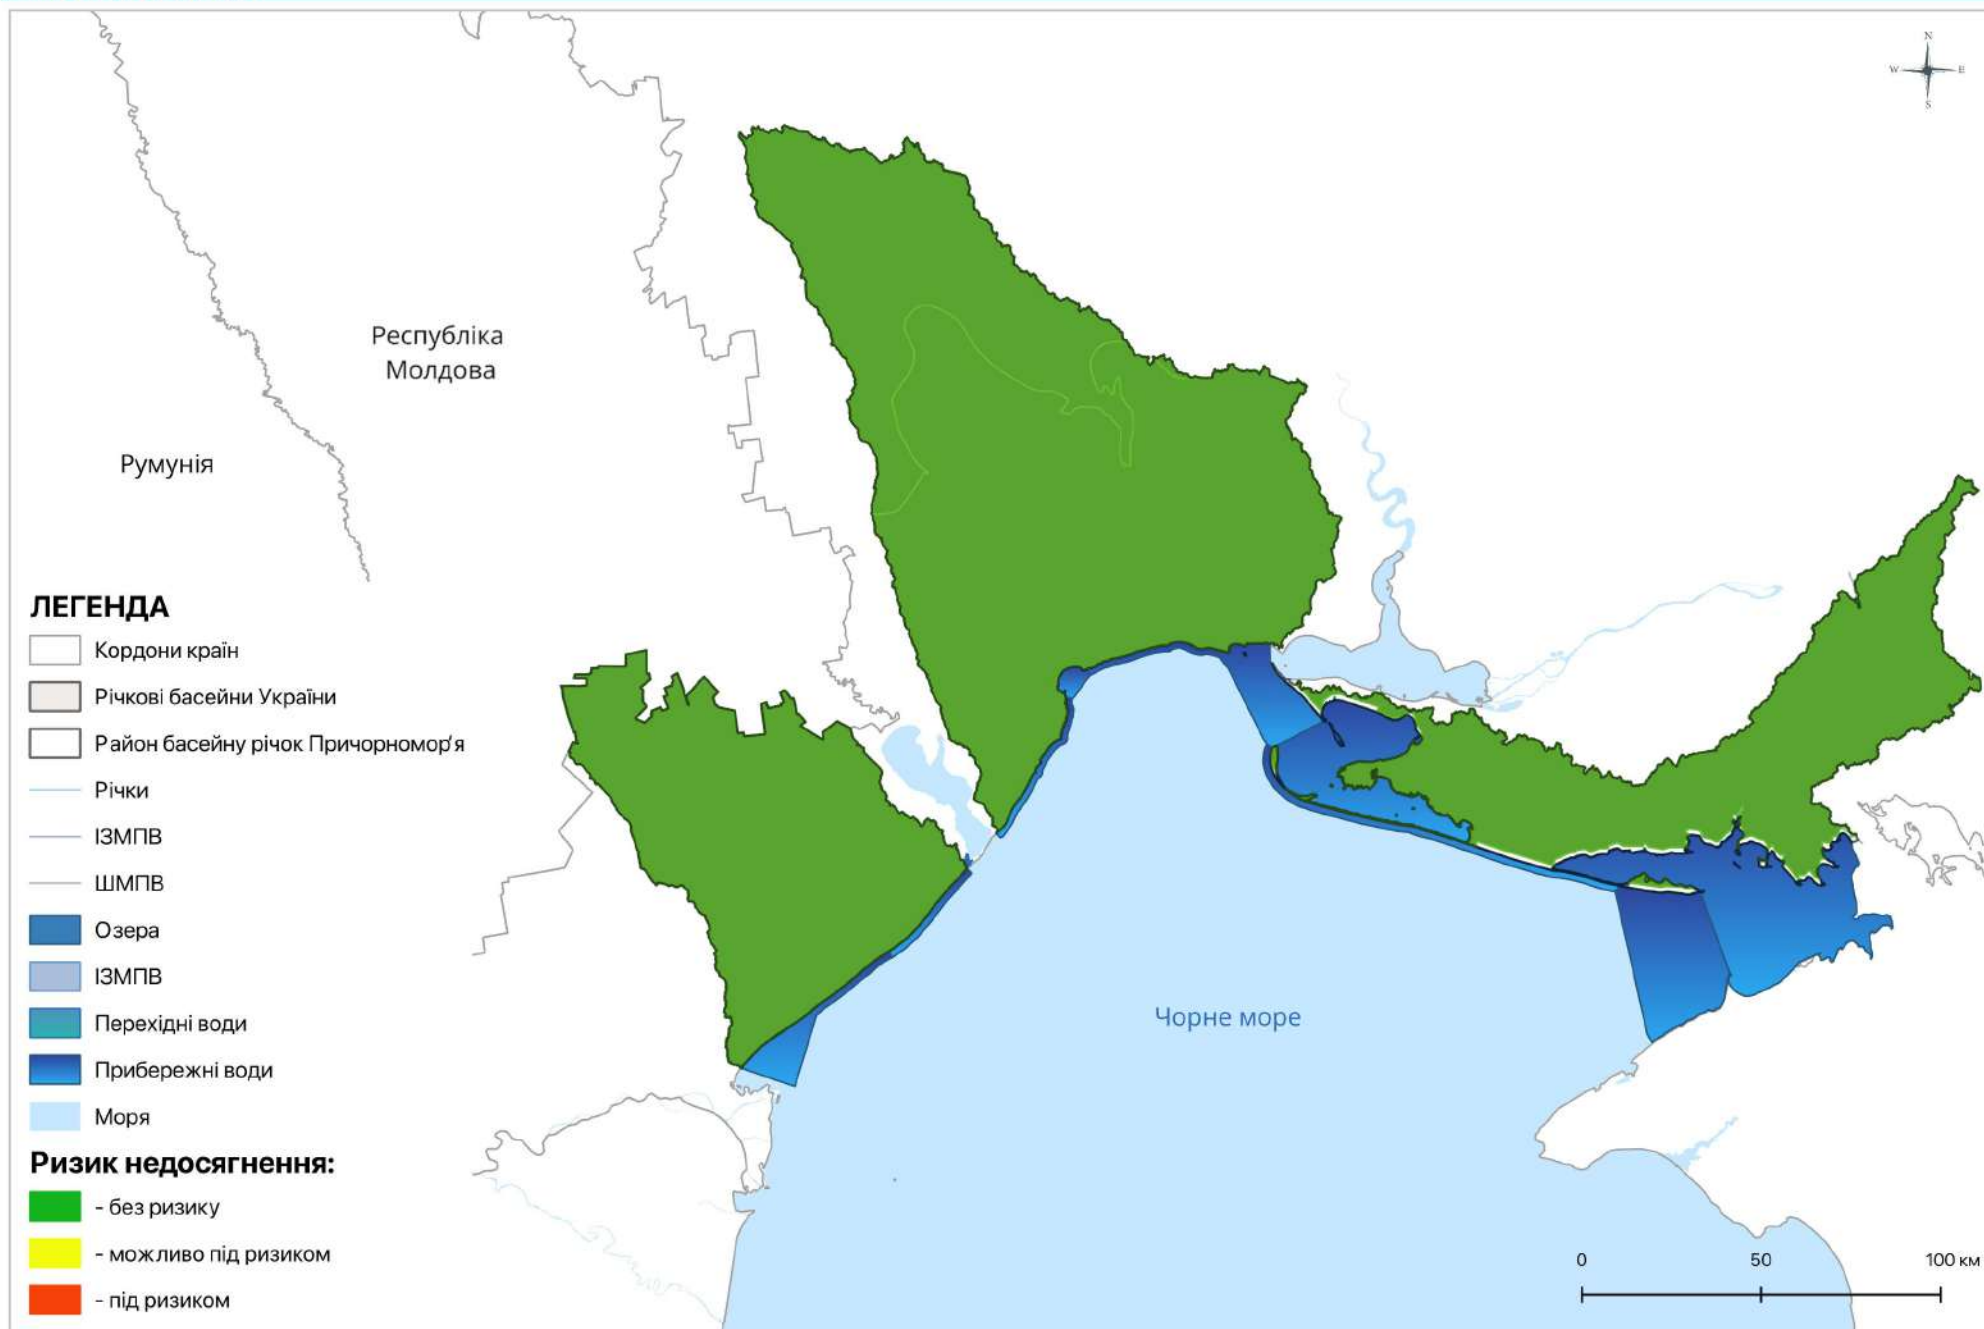 N
W
E
S
Республіка
Молдова
Румунія
ЛЕГЕНДА
Кордони країн
Річкові басейни України
Район басейну річок Причорномор'я
Річки
ІЗМПВ
ШМПВ
Озера
ІЗМПВ
Перехідні води
Прибережні води
Моря
Ризик недосягнення:
- без ризику
- можливо під ризиком
- під ризиком
Чорне море
0 50 100 км